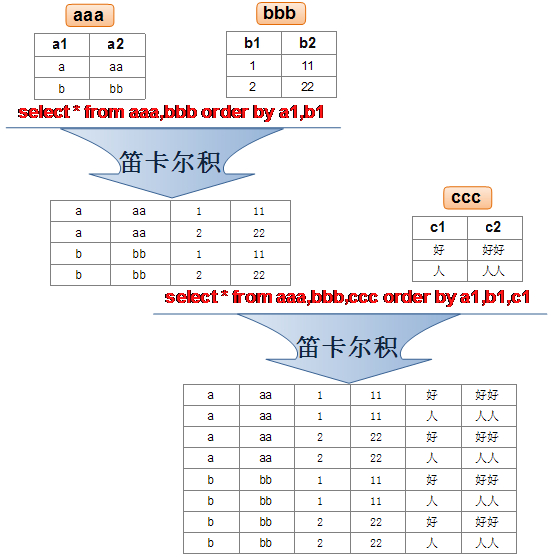 aaa
bbb
a1 a2
a aa
b bb
b1 b2
1 11
2 22
select * from aaa,bbb order by a1,b1
笛卡尔积
a aa 1 11
a aa 2 22
b bb 1 11
b bb 2 22
ccc
c1 c2
好 好好
人 人人
select * from aaa,bbb,ccc order by a1,b1,c1
笛卡尔积
a aa 1 11 好 好好
a aa 1 11 人 人人
a aa 2 22 好 好好
a aa 2 22 人 人人
b bb 1 11 好 好好
b bb 1 11 人 人人
b bb 2 22 好 好好
b bb 2 22 人 人人